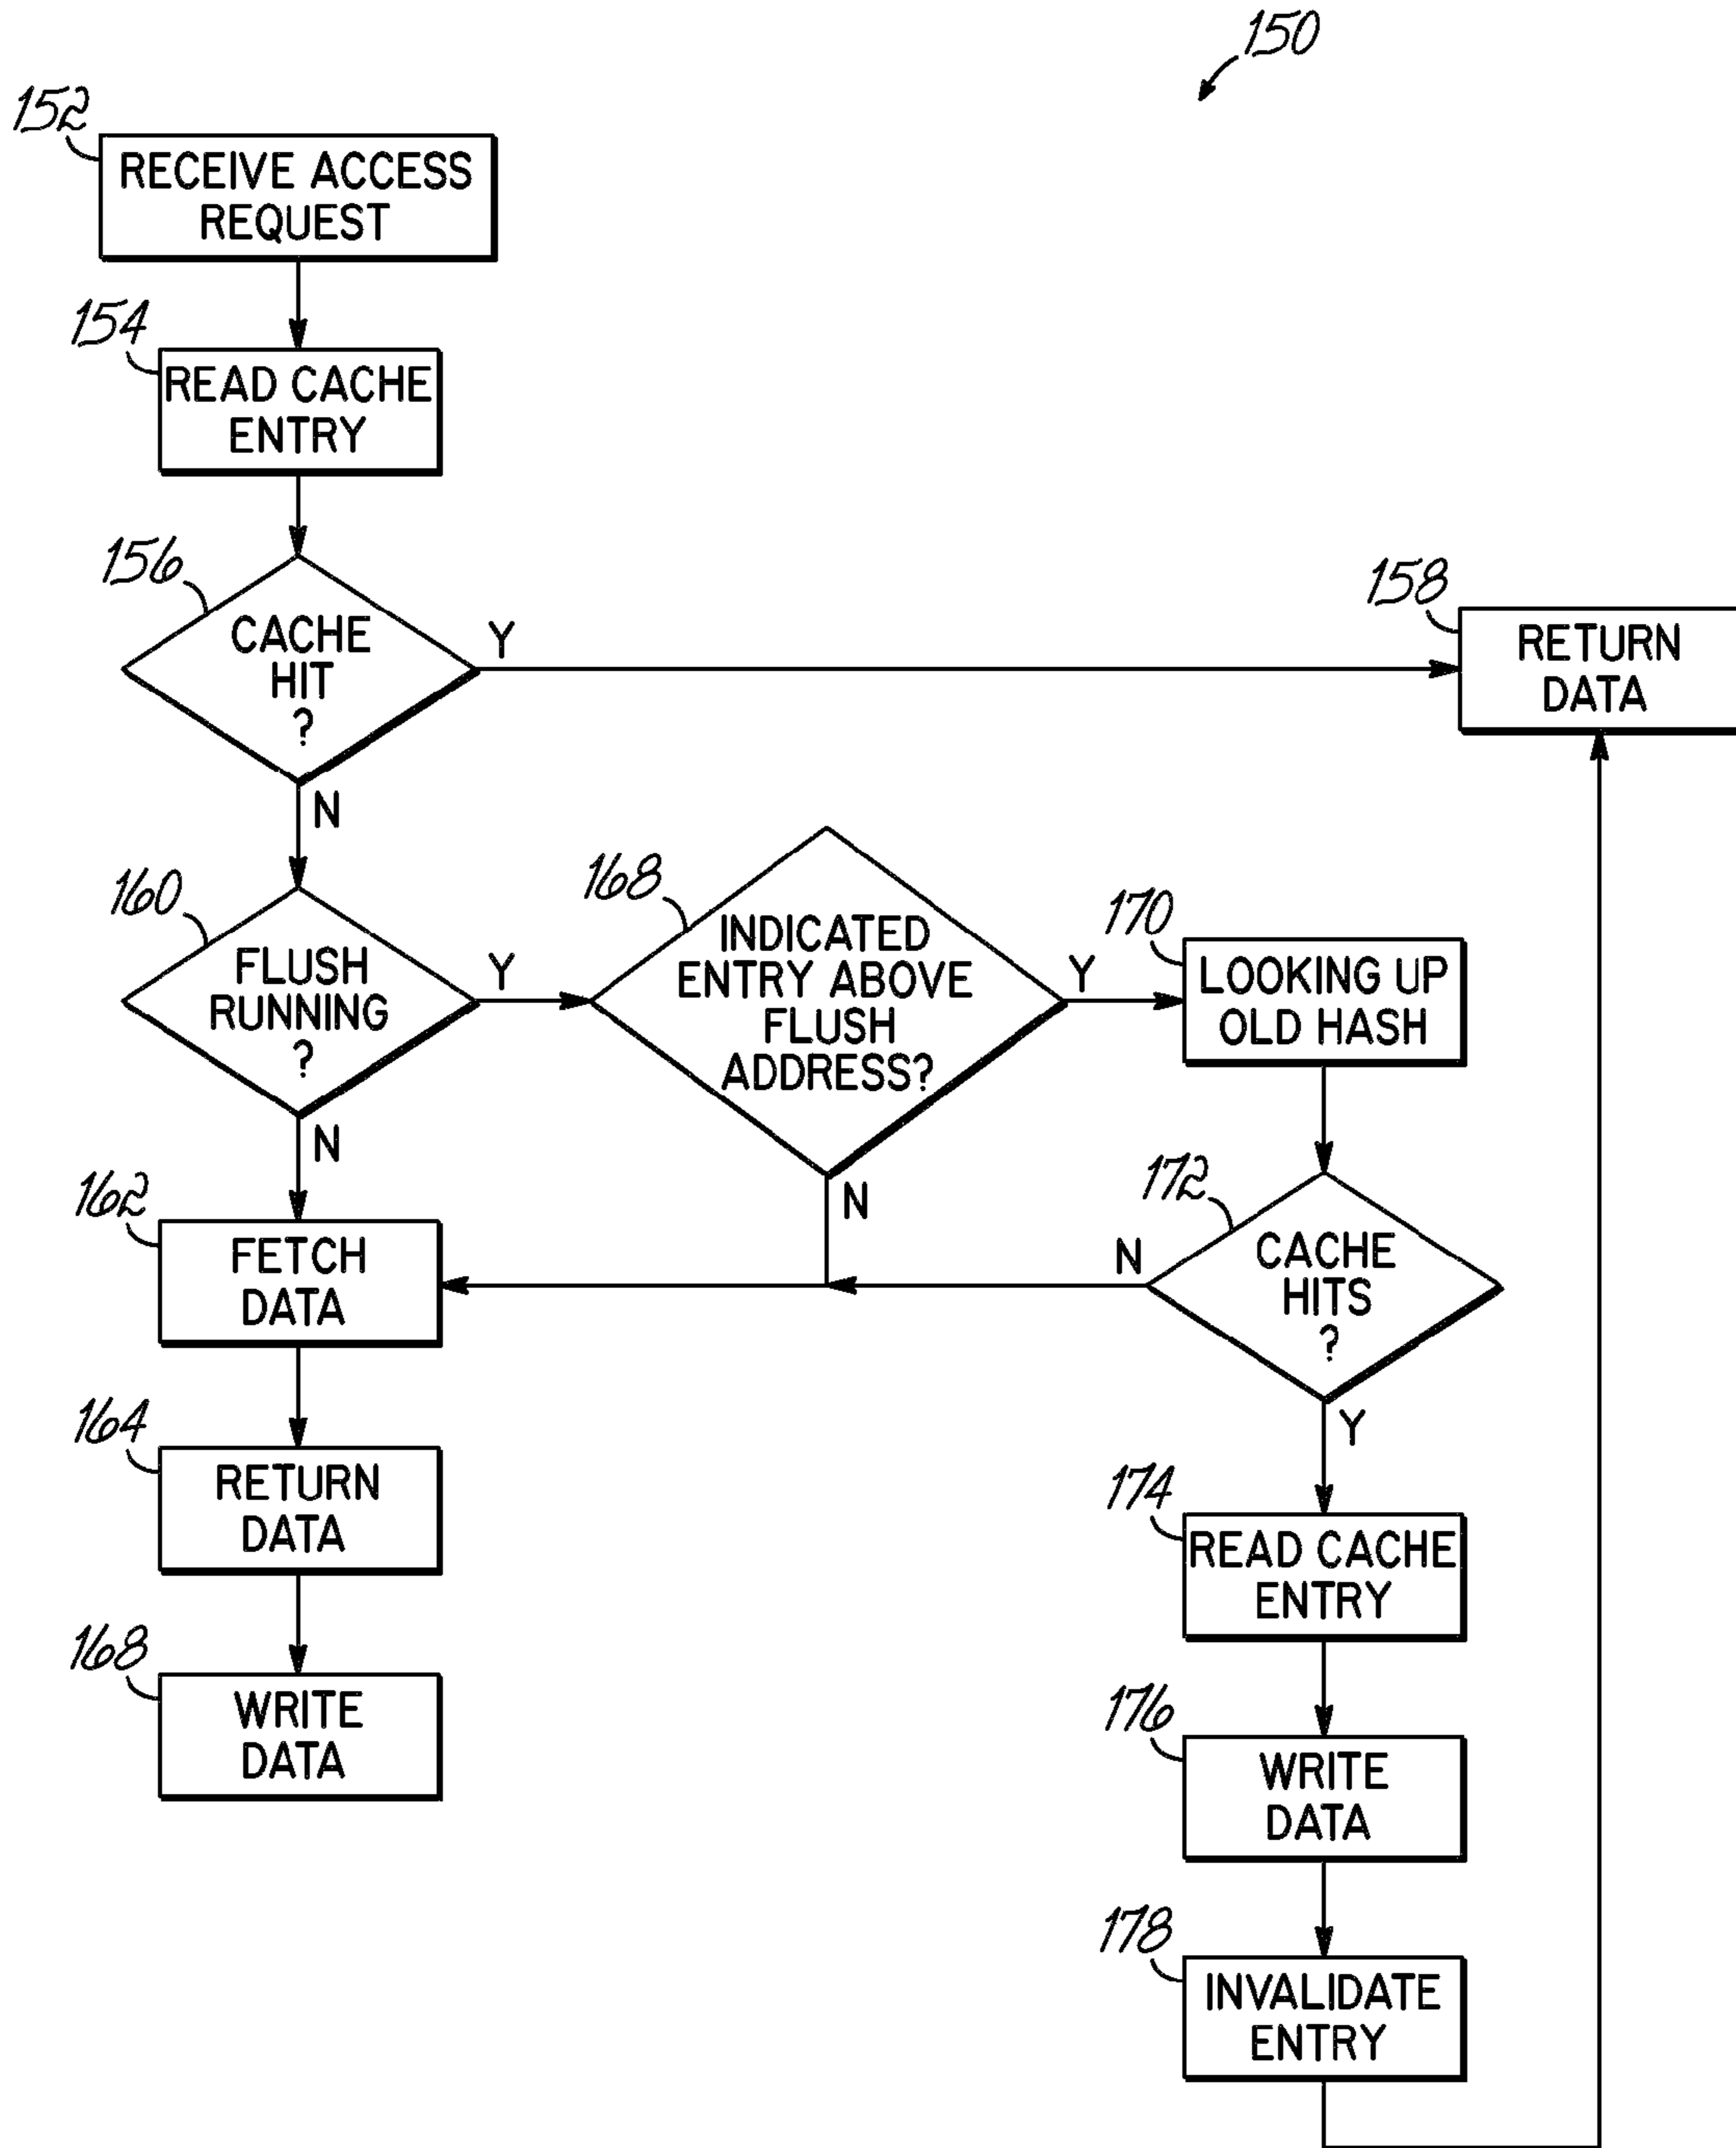 150
152
RECEIVE ACCESS
REQUEST
154
READ CACHE
ENTRY
156
CACHE
HIT
?
Y
N
158
RETURN
DATA
160
FLUSH
RUNNING
?
Y
N
168
INDICATED
ENTRY ABOVE
FLUSH
ADDRESS?
Y
N
170
LOOKING UP
OLD HASH
172
CACHE
HITS
?
N
Y
162
FETCH
DATA
164
RETURN
DATA
168
WRITE
DATA
174
READ CACHE
ENTRY
176
WRITE
DATA
178
INVALIDATE
ENTRY